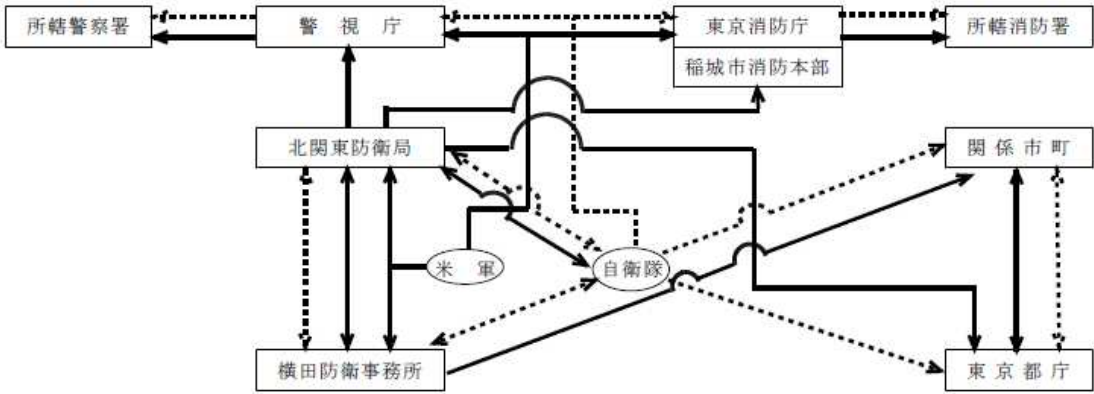 所轄警察署
警視庁
東京消防庁
所轄消防署
稲城市消防本部
北関東防衛局
関係市町
米軍
自衛隊
横田防衛事務所
東京都庁